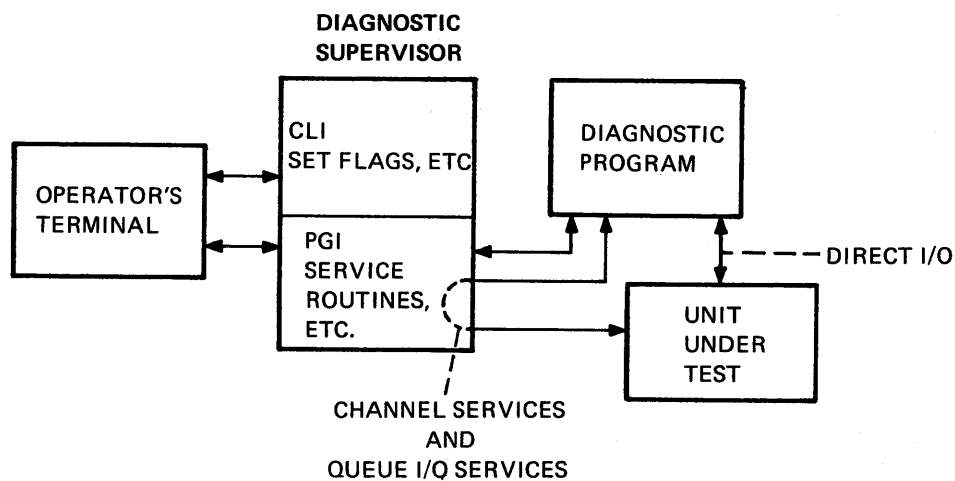 DIAGNOSTIC
SUPERVISOR
CLI
SET FLAGS, ETC
OPERATOR'S
TERMINAL
PGI
SERVICE
ROUTINES,
ETC.
DIAGNOSTIC
PROGRAM
DIRECT I/O
UNIT
UNDER
TEST
CHANNEL SERVICES
AND
QUEUE I/O SERVICES